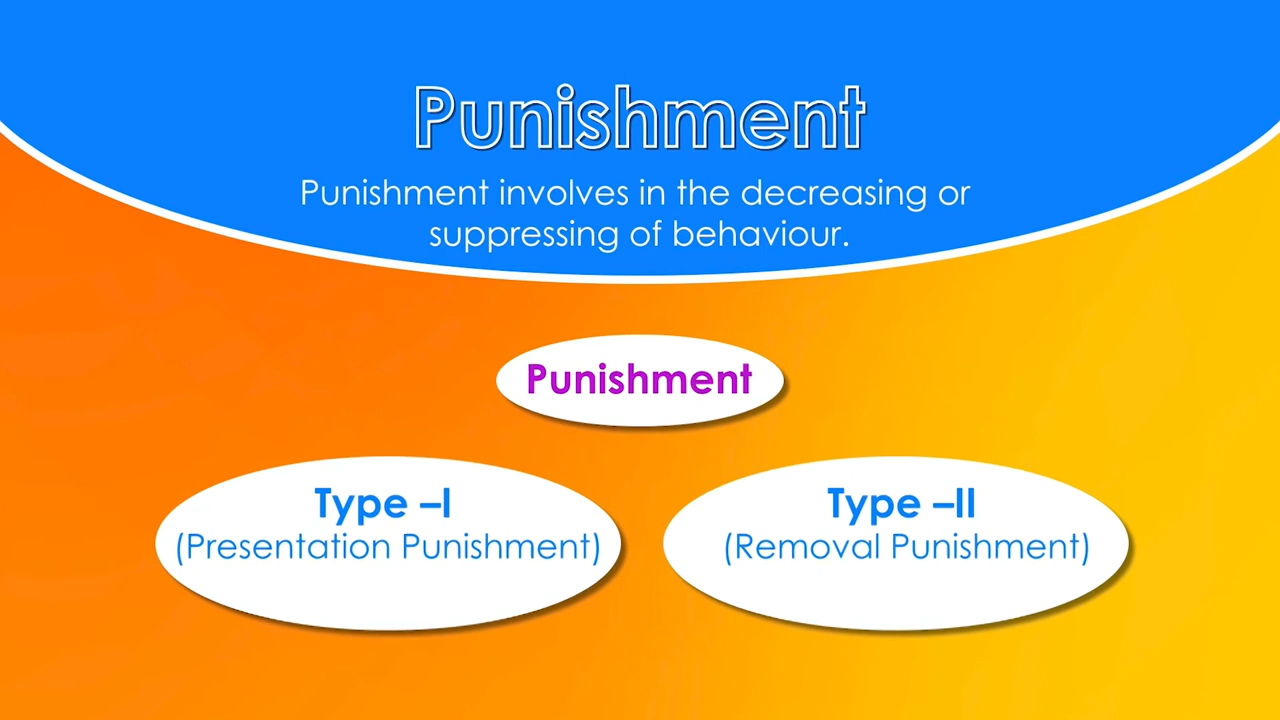 Punishment
Punishment involves in the decreasing or
suppressing of behaviour.
Punishment
Type –I
(Presentation Punishment)
Type –II
(Removal Punishment)